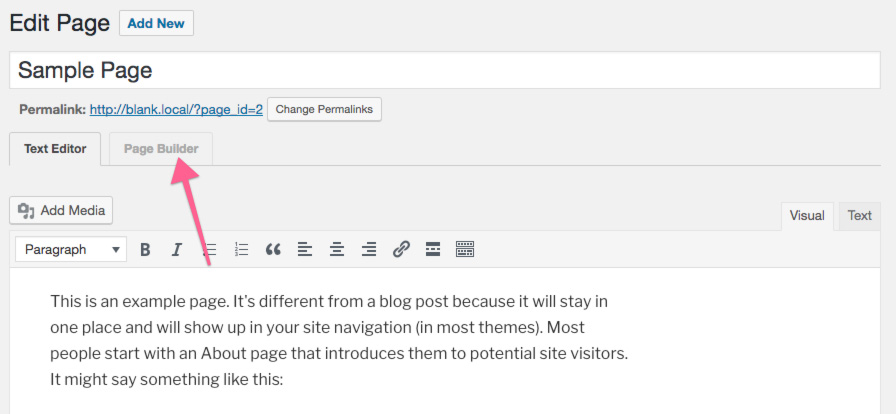 Edit Page Add New
Sample Page
Permalink: http://blank.local/?page_id=2 Change Permalinks
Text Editor Page Builder
Add Media Visual Text
Paragraph B I
This is an example page. It's different from a blog post because it will stay in
one place and will show up in your site navigation (in most themes). Most
people start with an About page that introduces them to potential site visitors.
It might say something like this: